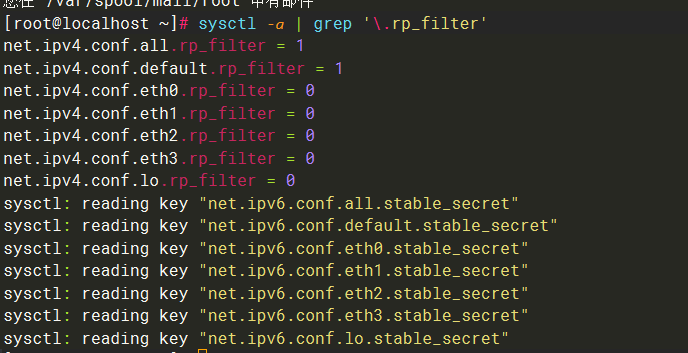 您在 /var/spool/mail/root 中有邮件
[root@localhost ~]# sysctl -a | grep '\.rp_filter'
net.ipv4.conf.all.rp_filter = 1
net.ipv4.conf.default.rp_filter = 1
net.ipv4.conf.eth0.rp_filter = 0
net.ipv4.conf.eth1.rp_filter = 0
net.ipv4.conf.eth2.rp_filter = 0
net.ipv4.conf.eth3.rp_filter = 0
net.ipv4.conf.lo.rp_filter = 0
sysctl: reading key "net.ipv6.conf.all.stable_secret"
sysctl: reading key "net.ipv6.conf.default.stable_secret"
sysctl: reading key "net.ipv6.conf.eth0.stable_secret"
sysctl: reading key "net.ipv6.conf.eth1.stable_secret"
sysctl: reading key "net.ipv6.conf.eth2.stable_secret"
sysctl: reading key "net.ipv6.conf.eth3.stable_secret"
sysctl: reading key "net.ipv6.conf.lo.stable_secret"